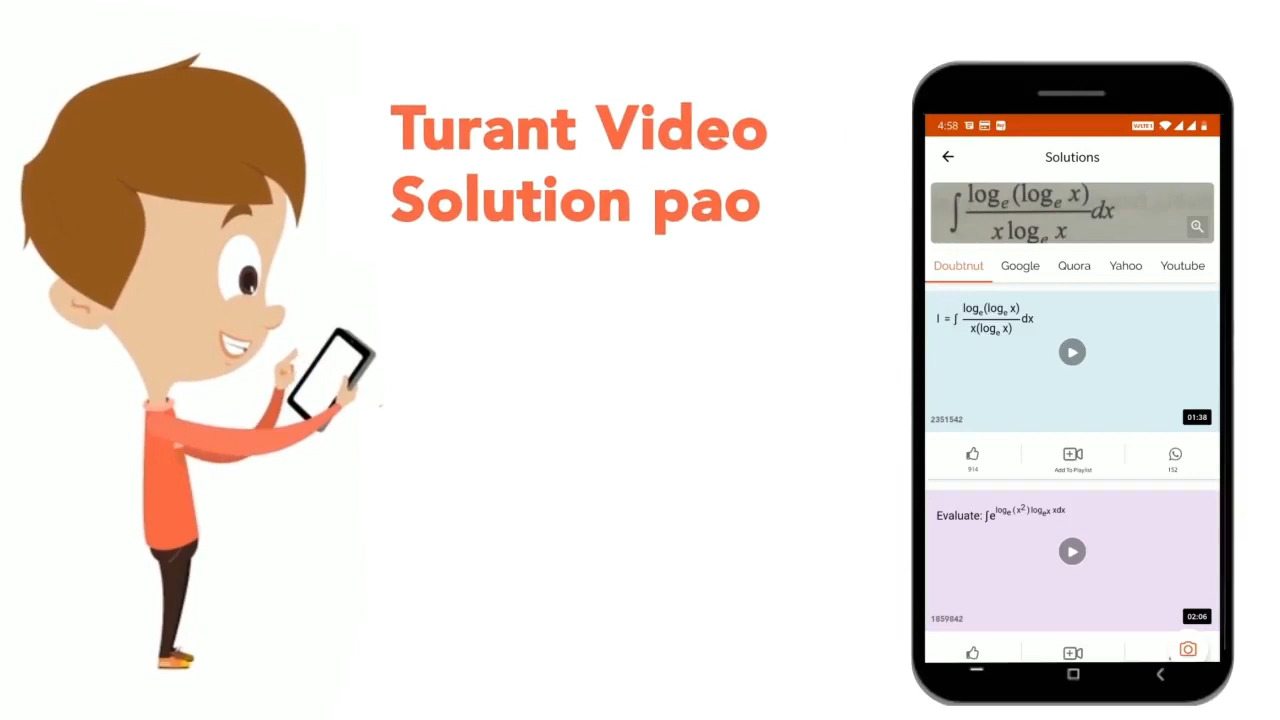 Turant Video
Solution pao
4:58
VoLTE1
Solutions
∫ logₑ(logₑ x) / x logₑ x dx
Doubtnut Google Quora Yahoo Youtube
I = ∫ logₑ(logₑ x) / x(logₑ x) dx
2351542 01:38
914 Add To Playlist 152
Evaluate: ∫e^logₑ(x²)logₑx xdx
1859842 02:06